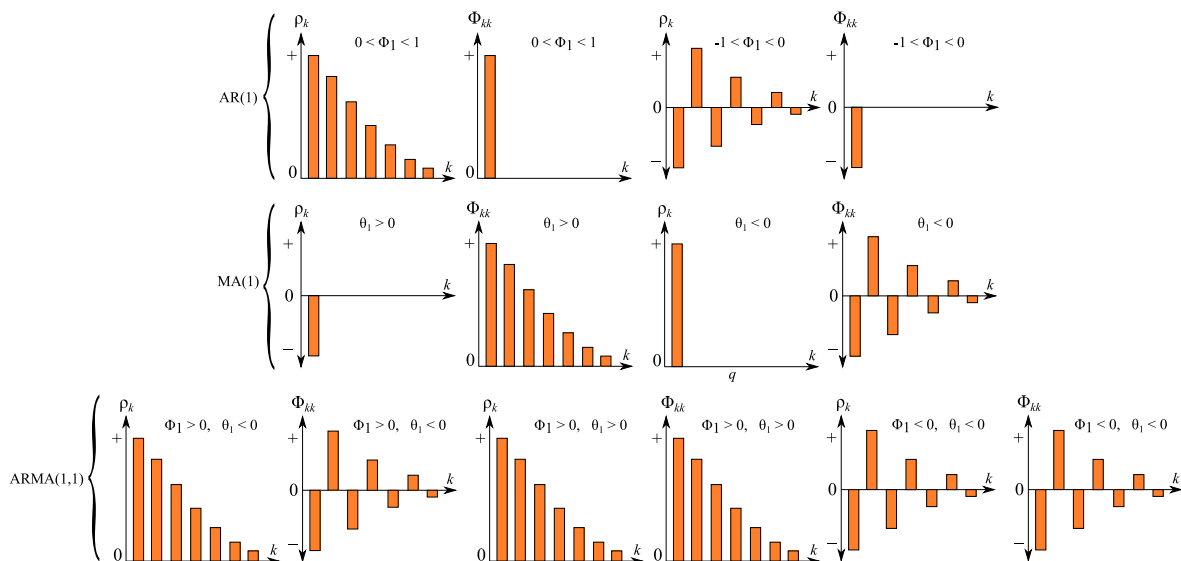 ρk Φkk ρk Φkk
0 < Φ1 < 1 0 < Φ1 < 1 -1 < Φ1 < 0 -1 < Φ1 < 0
+ + + +
AR(1)
k k
0 0
− −
0 k 0 k
ρk Φkk ρk Φkk
θ1 > 0 θ1 > 0 θ1 < 0 θ1 < 0
+ + + +
MA(1)
k k
0 0
− −
0 k 0
q
ρk Φkk ρk Φkk ρk Φkk
Φ1 > 0, θ1 < 0 Φ1 > 0, θ1 < 0 Φ1 > 0, θ1 > 0 Φ1 > 0, θ1 > 0 Φ1 < 0, θ1 < 0 Φ1 < 0, θ1 < 0
+ + + + + +
ARMA(1,1)
0 k 0 k 0 k
− − −
0 k 0 k 0 k